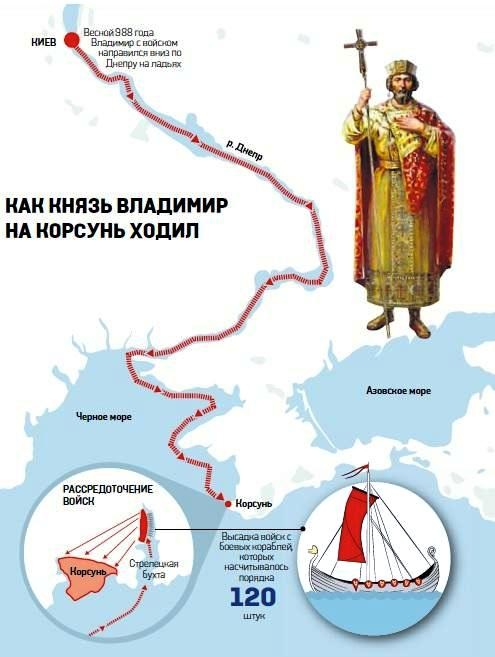 КИЕВ
Весной 988 года
Владимир с войском
направился вниз по
Днепру на ладьях
р. Днепр
КАК КНЯЗЬ ВЛАДИМИР
НА КОРСУНЬ ХОДИЛ
Азовское море
Черное море
РАССРЕДОТОЧЕНИЕ
ВОЙСК
Корсунь
Высадка войск с
боевых кораблей,
которых
насчитывалось
порядка
120
штук
Стрелецкая
бухта
Корсунь